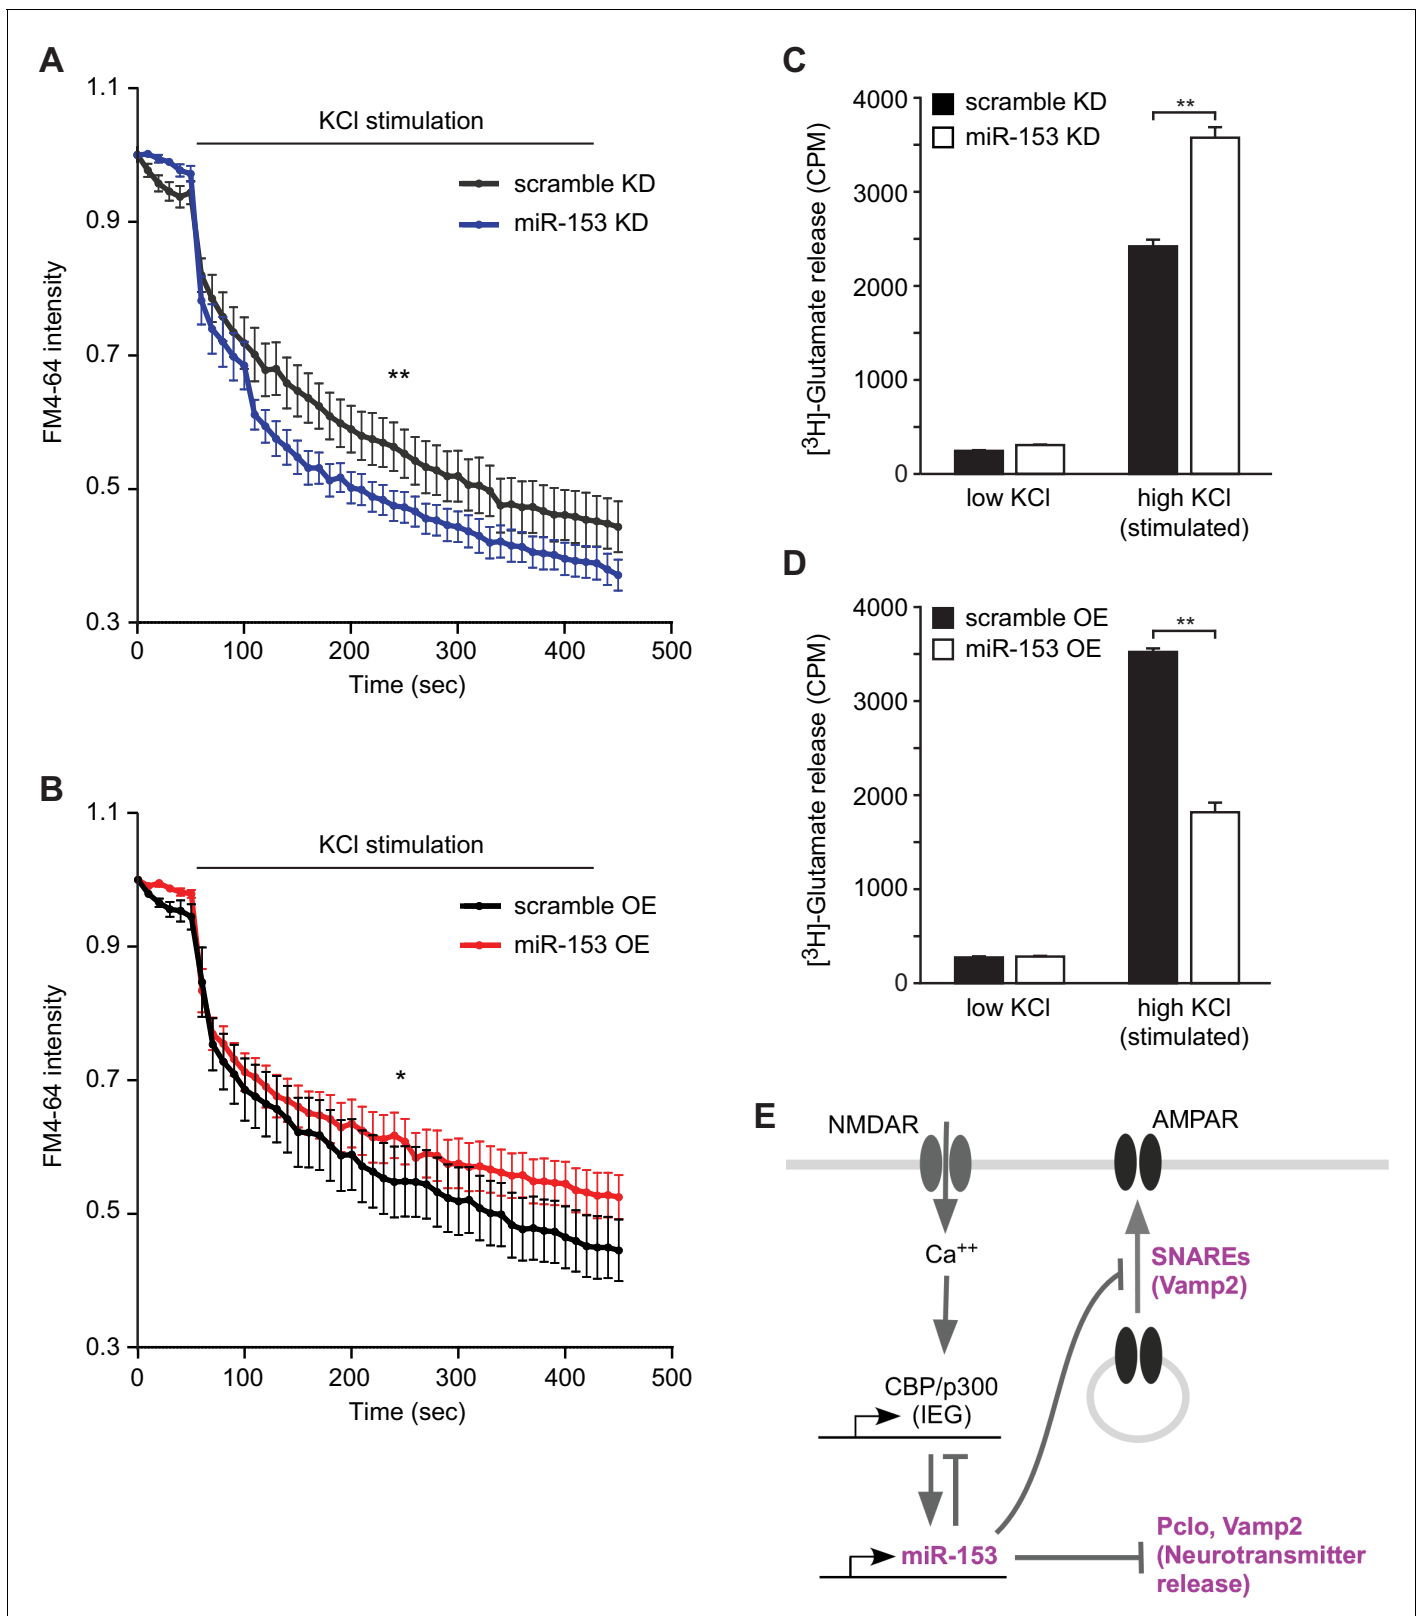 A
1.1
0.9
0.7
0.5
0.3
FM4-64 intensity
KCl stimulation
scramble KD
miR-153 KD
**
0 100 200 300 400 500
Time (sec)
B
1.1
0.9
0.7
0.5
0.3
FM4-64 intensity
KCl stimulation
scramble OE
miR-153 OE
*
0 100 200 300 400 500
Time (sec)
C
4000
3000
2000
1000
0
[³H]-Glutamate release (CPM)
scramble KD
miR-153 KD
**
low KCl
high KCl
(stimulated)
D
4000
3000
2000
1000
0
[³H]-Glutamate release (CPM)
scramble OE
miR-153 OE
**
low KCl
high KCl
(stimulated)
E
NMDAR
AMPAR
Ca⁺⁺
SNAREs
(Vamp2)
CBP/p300
(IEG)
miR-153
Pclo, Vamp2
(Neurotransmitter
release)